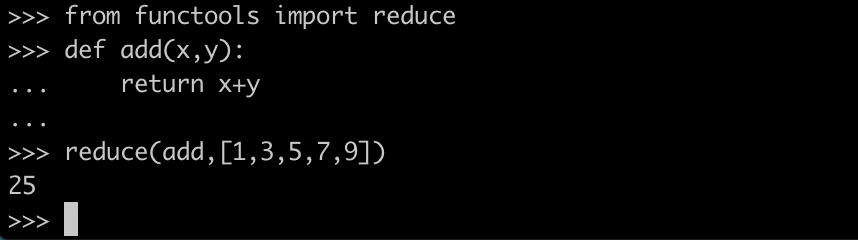 >>> from functools import reduce
>>> def add(x,y):
...     return x+y
...
>>> reduce(add,[1,3,5,7,9])
25
>>>